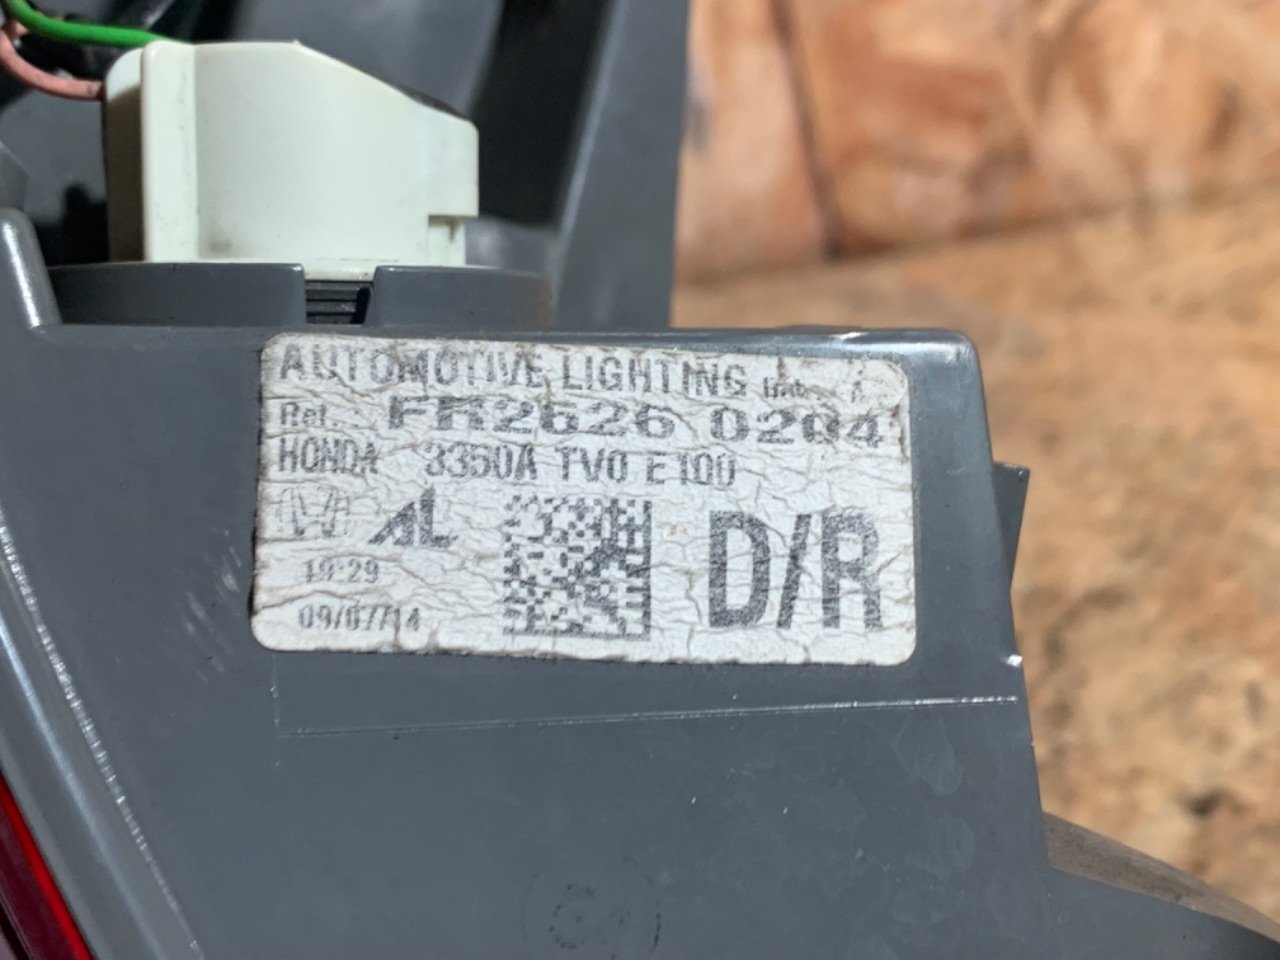 AUTOMOTIVE LIGHTING A
Ref. FR2626 0204
HONDA 3350A TV0 E100
AL
19:29
D/R
09/07/14